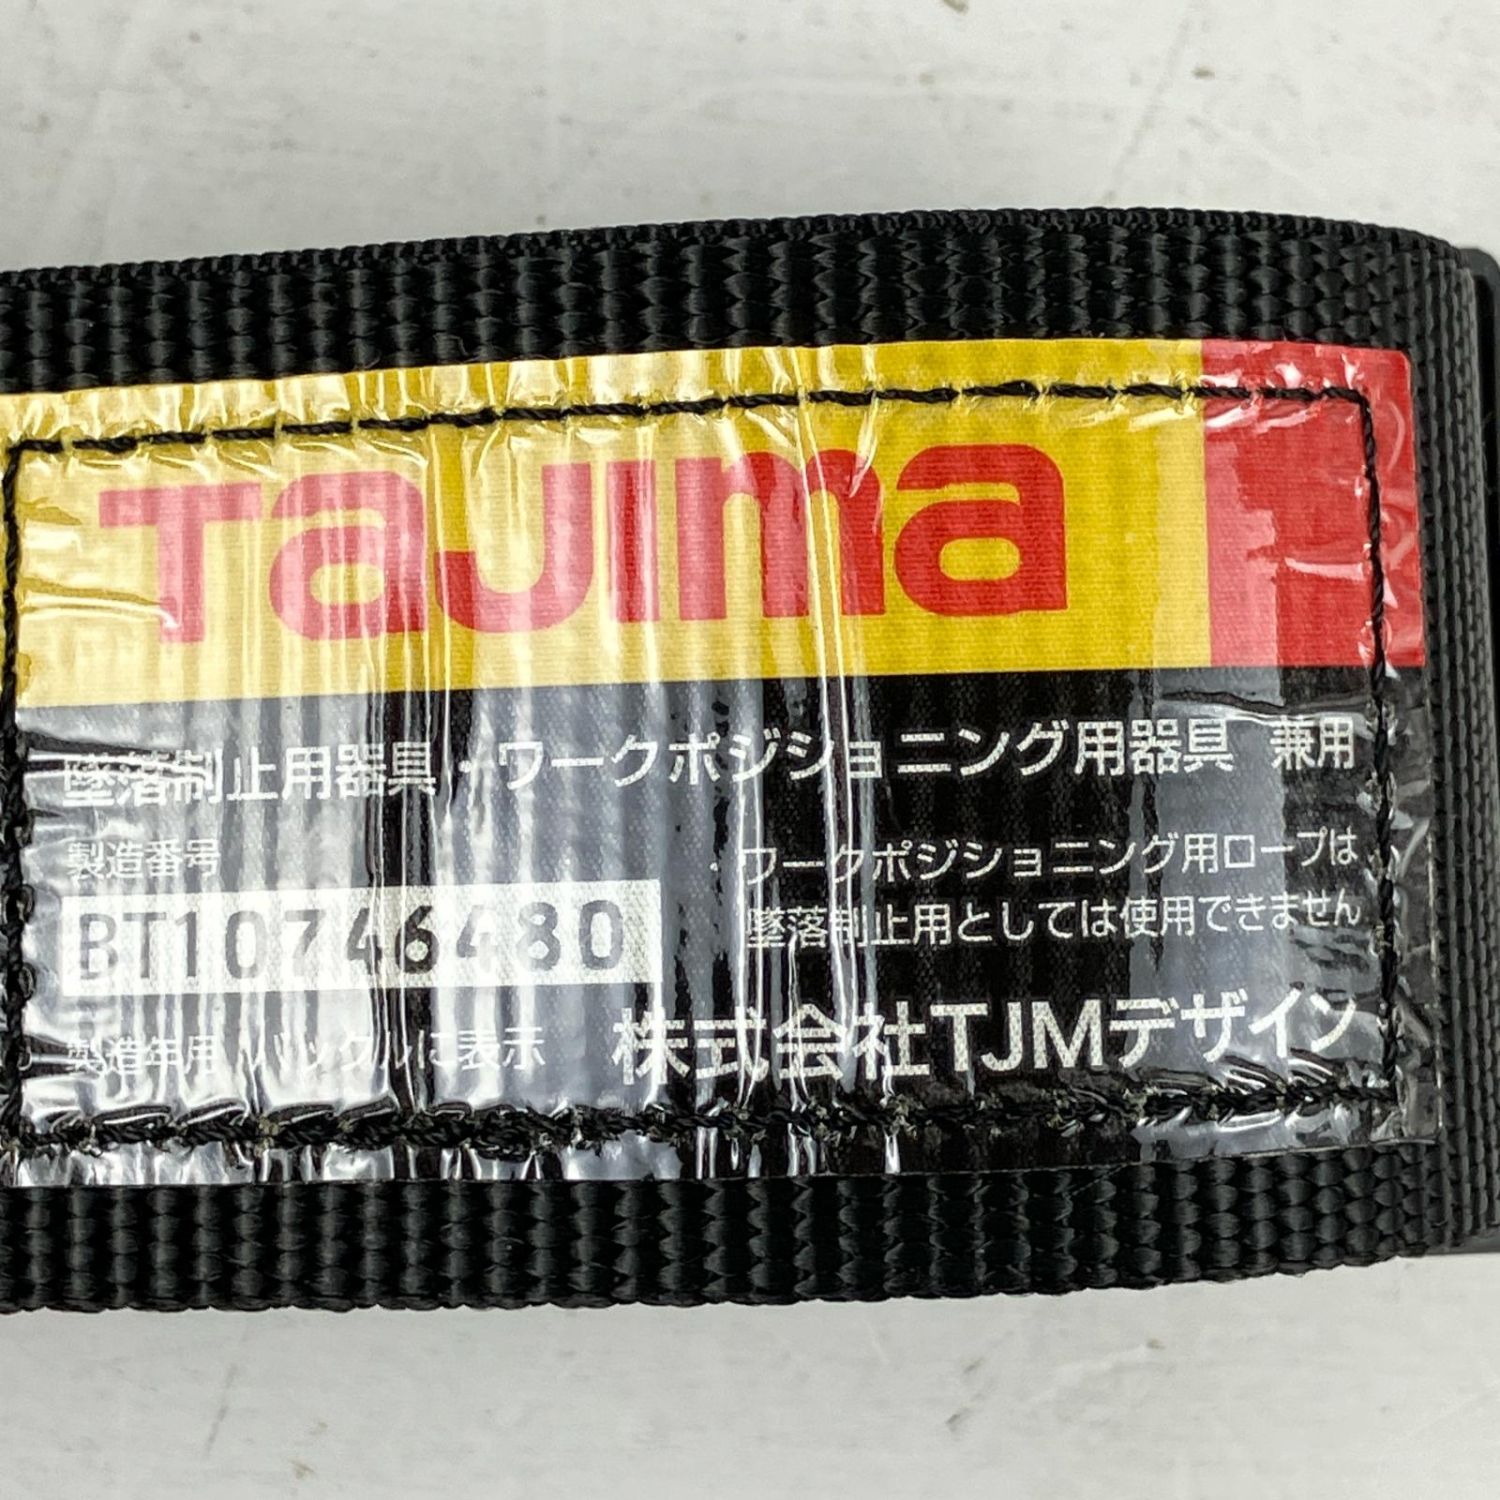 TaJIMa
墜落制止用器具・ワークポジショニング用器具 兼用
製造番号
BT10746480
・ワークポジショニング用ロープは
墜落制止用としては使用できません
製造年月 バックルに表示
株式会社TJMデザイン